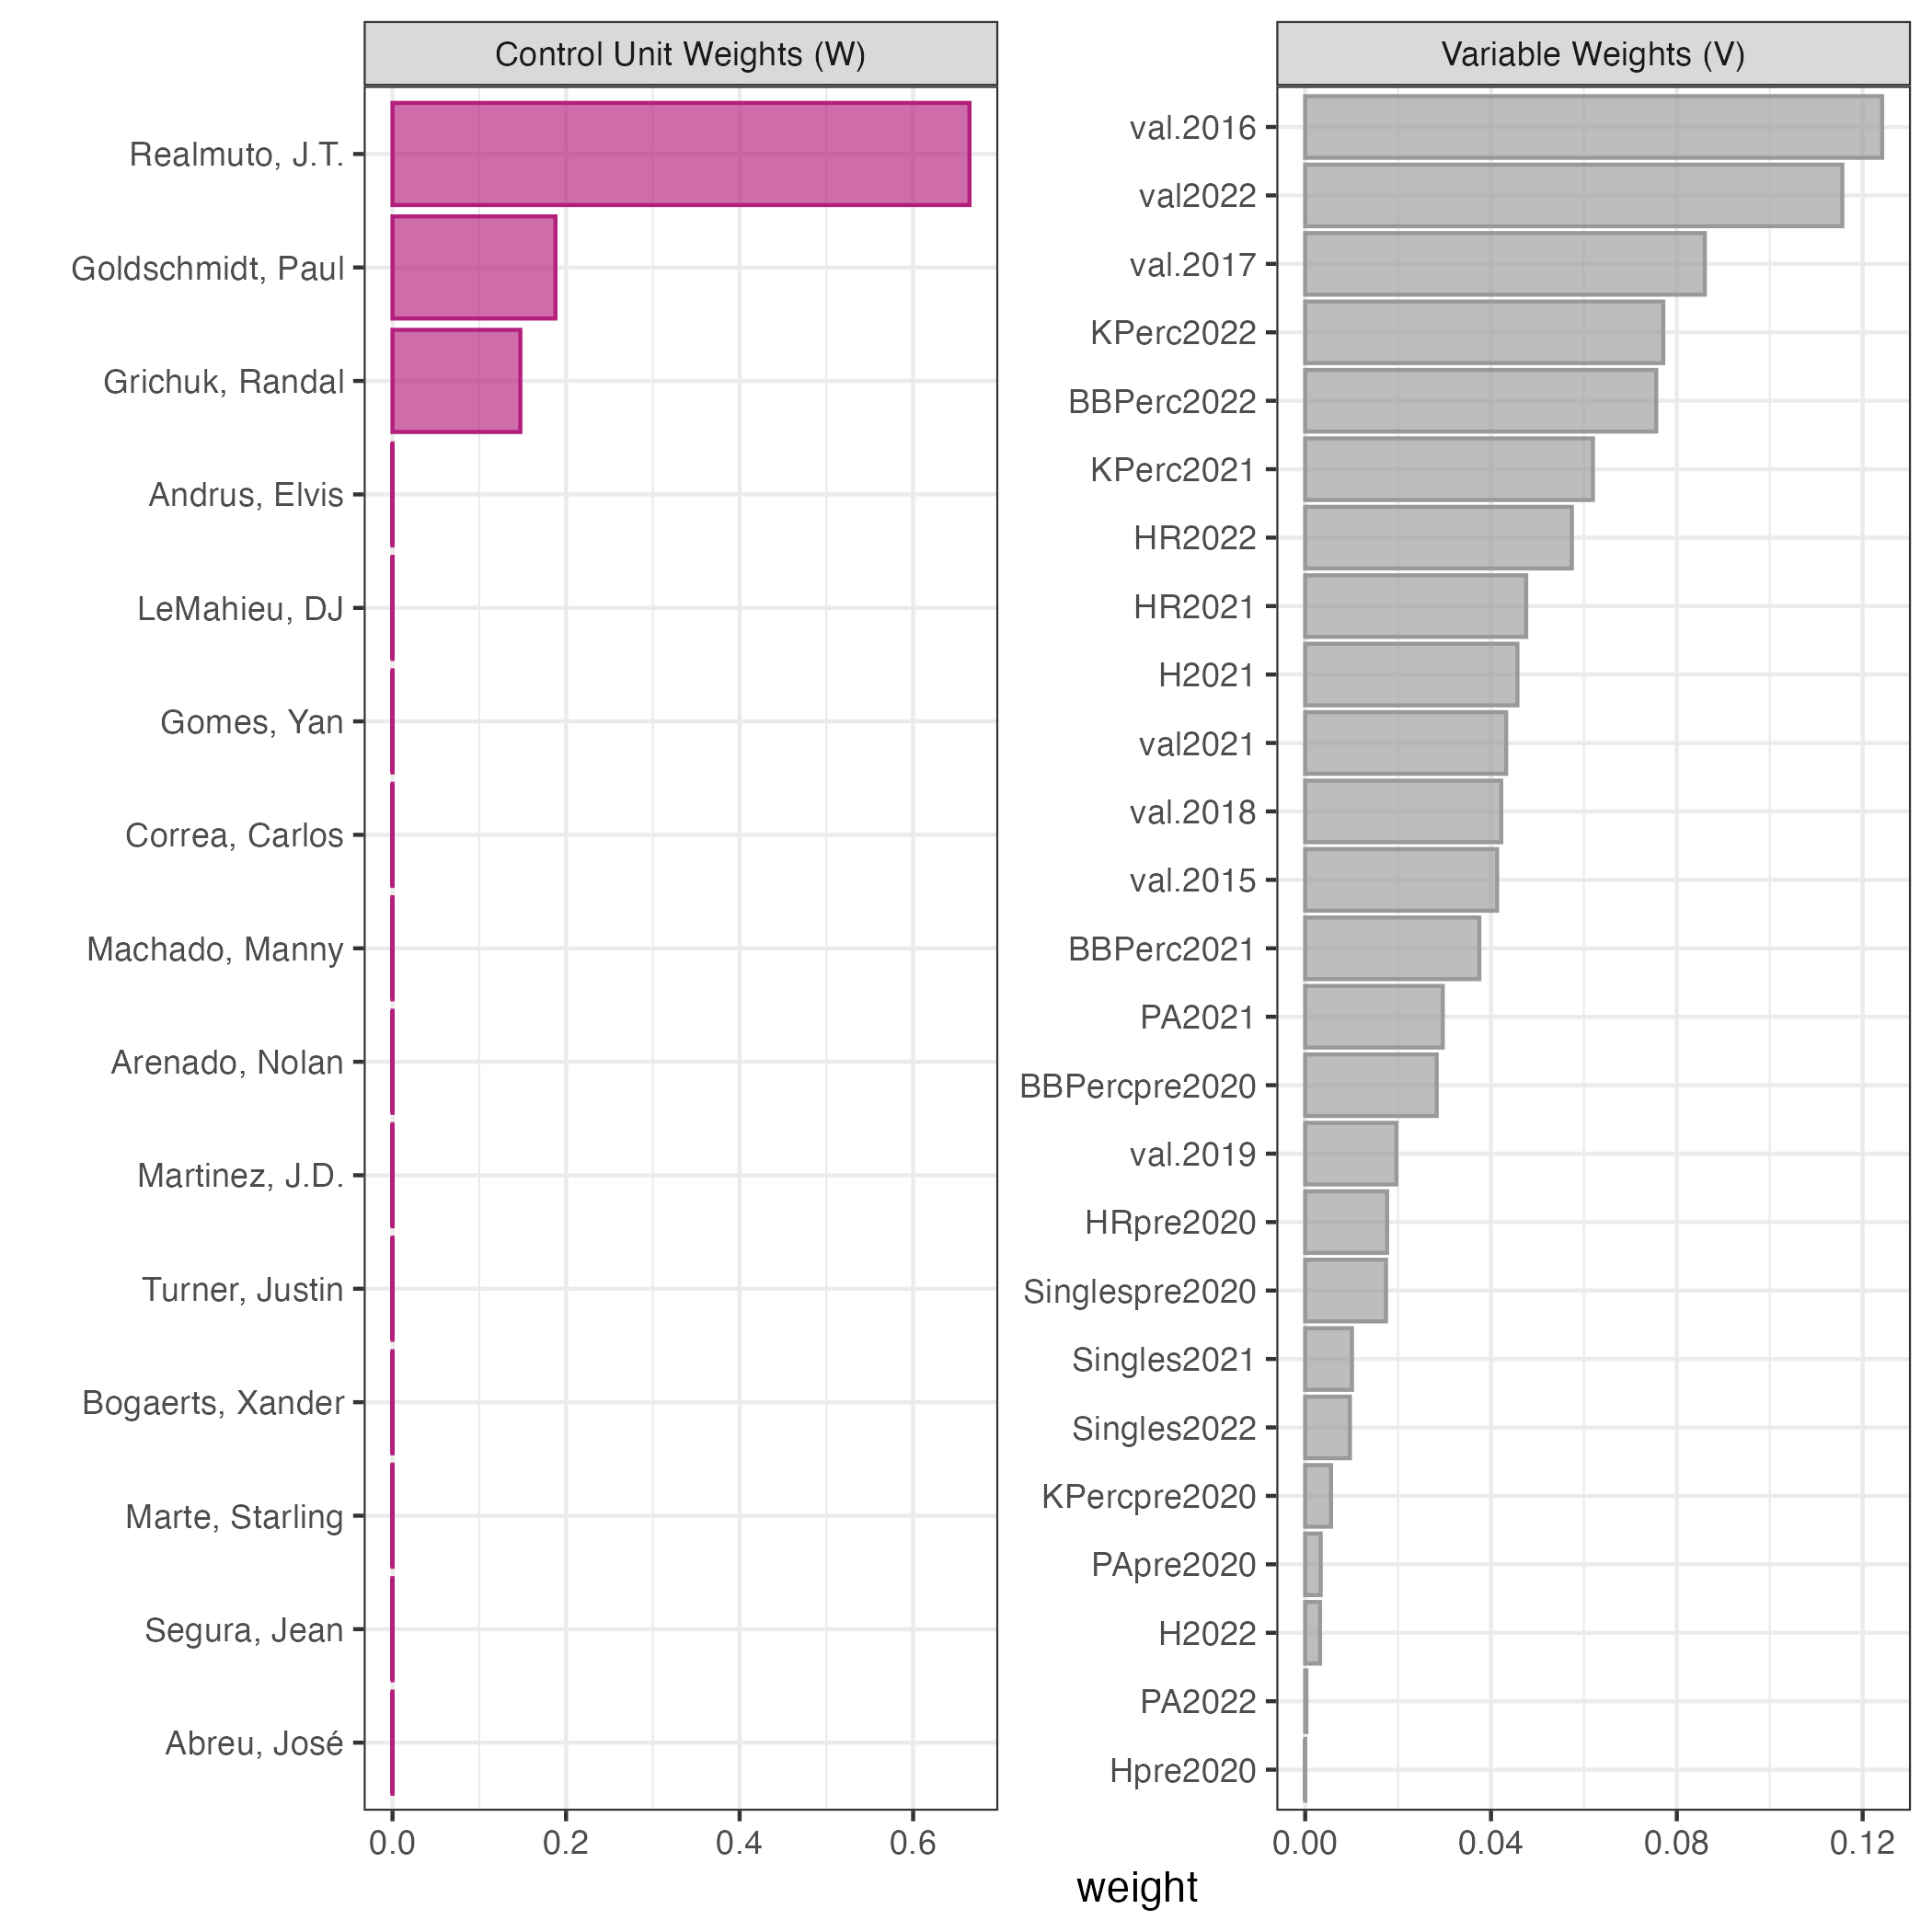 Control Unit Weights (W)
Realmuto, J.T.
Goldschmidt, Paul
Grichuk, Randal
Andrus, Elvis
LeMahieu, DJ
Gomes, Yan
Correa, Carlos
Machado, Manny
Arenado, Nolan
Martinez, J.D.
Turner, Justin
Bogaerts, Xander
Marte, Starling
Segura, Jean
Abreu, José
0.0 0.2 0.4 0.6
Variable Weights (V)
val.2016
val2022
val.2017
KPerc2022
BBPerc2022
KPerc2021
HR2022
HR2021
H2021
val2021
val.2018
val.2015
BBPerc2021
PA2021
BBPercpre2020
val.2019
HRpre2020
Singlespre2020
Singles2021
Singles2022
KPercpre2020
PApre2020
H2022
PA2022
Hpre2020
0.00 0.04 0.08 0.12
weight